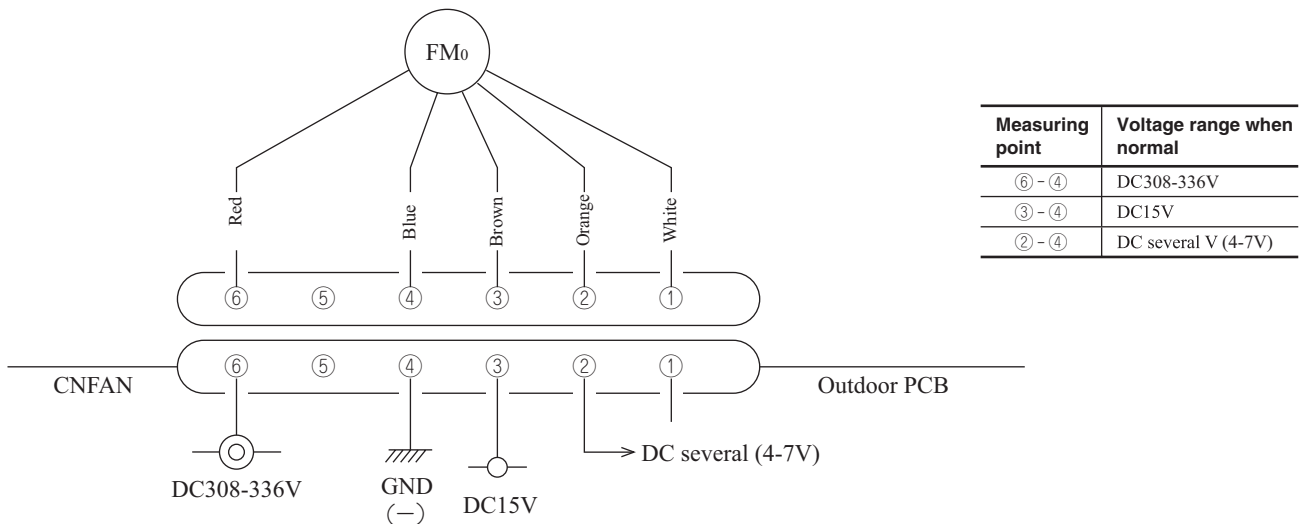 FM0
Red
Blue
Brown
Orange
White
⑥ ⑤ ④ ③ ② ①
⑥ ⑤ ④ ③ ② ①
CNFAN
Outdoor PCB
DC308-336V
GND
(−)
DC15V
DC several (4-7V)
Measuring point
Voltage range when normal
⑥ - ④ DC308-336V
③ - ④ DC15V
② - ④ DC several V (4-7V)